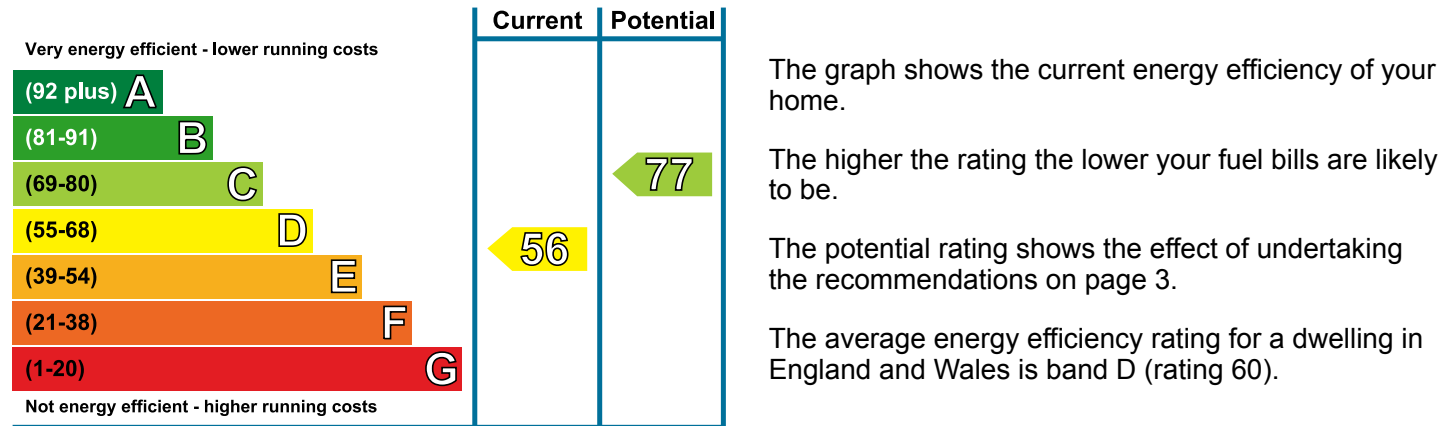 Current Potential
Very energy efficient - lower running costs
(92 plus) A
(81-91) B
(69-80) C
77
(55-68) D
56
(39-54) E
(21-38) F
(1-20) G
Not energy efficient - higher running costs
The graph shows the current energy efficiency of your
home.
The higher the rating the lower your fuel bills are likely
to be.
The potential rating shows the effect of undertaking
the recommendations on page 3.
The average energy efficiency rating for a dwelling in
England and Wales is band D (rating 60).